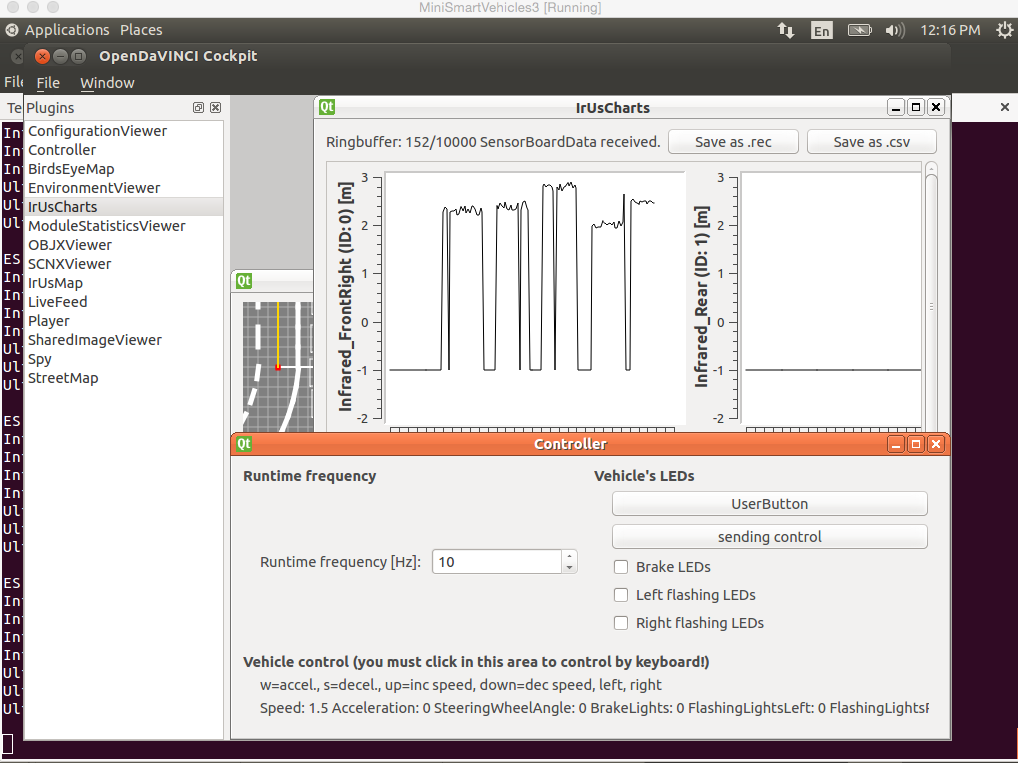 MiniSmartVehicles3 [Running]
Applications Places
En
12:16 PM
OpenDaVINCI Cockpit
File Window
Plugins
ConfigurationViewer
Controller
BirdsEyeMap
EnvironmentViewer
IrUsCharts
ModuleStatisticsViewer
OBJXViewer
SCNXViewer
IrUsMap
LiveFeed
Player
SharedImageViewer
Spy
StreetMap
Qt
IrUsCharts
Ringbuffer: 152/10000 SensorBoardData received.
Save as .rec
Save as .csv
Infrared_FrontRight (ID: 0) [m]
3
2
1
0
-1
-2
Infrared_Rear (ID: 1) [m]
3
2
1
0
-1
-2
Qt
Qt
Controller
Runtime frequency
Runtime frequency [Hz]: 10
Vehicle's LEDs
UserButton
sending control
Brake LEDs
Left flashing LEDs
Right flashing LEDs
Vehicle control (you must click in this area to control by keyboard!)
w=accel., s=decel., up=inc speed, down=dec speed, left, right
Speed: 1.5 Acceleration: 0 SteeringWheelAngle: 0 BrakeLights: 0 FlashingLightsLeft: 0